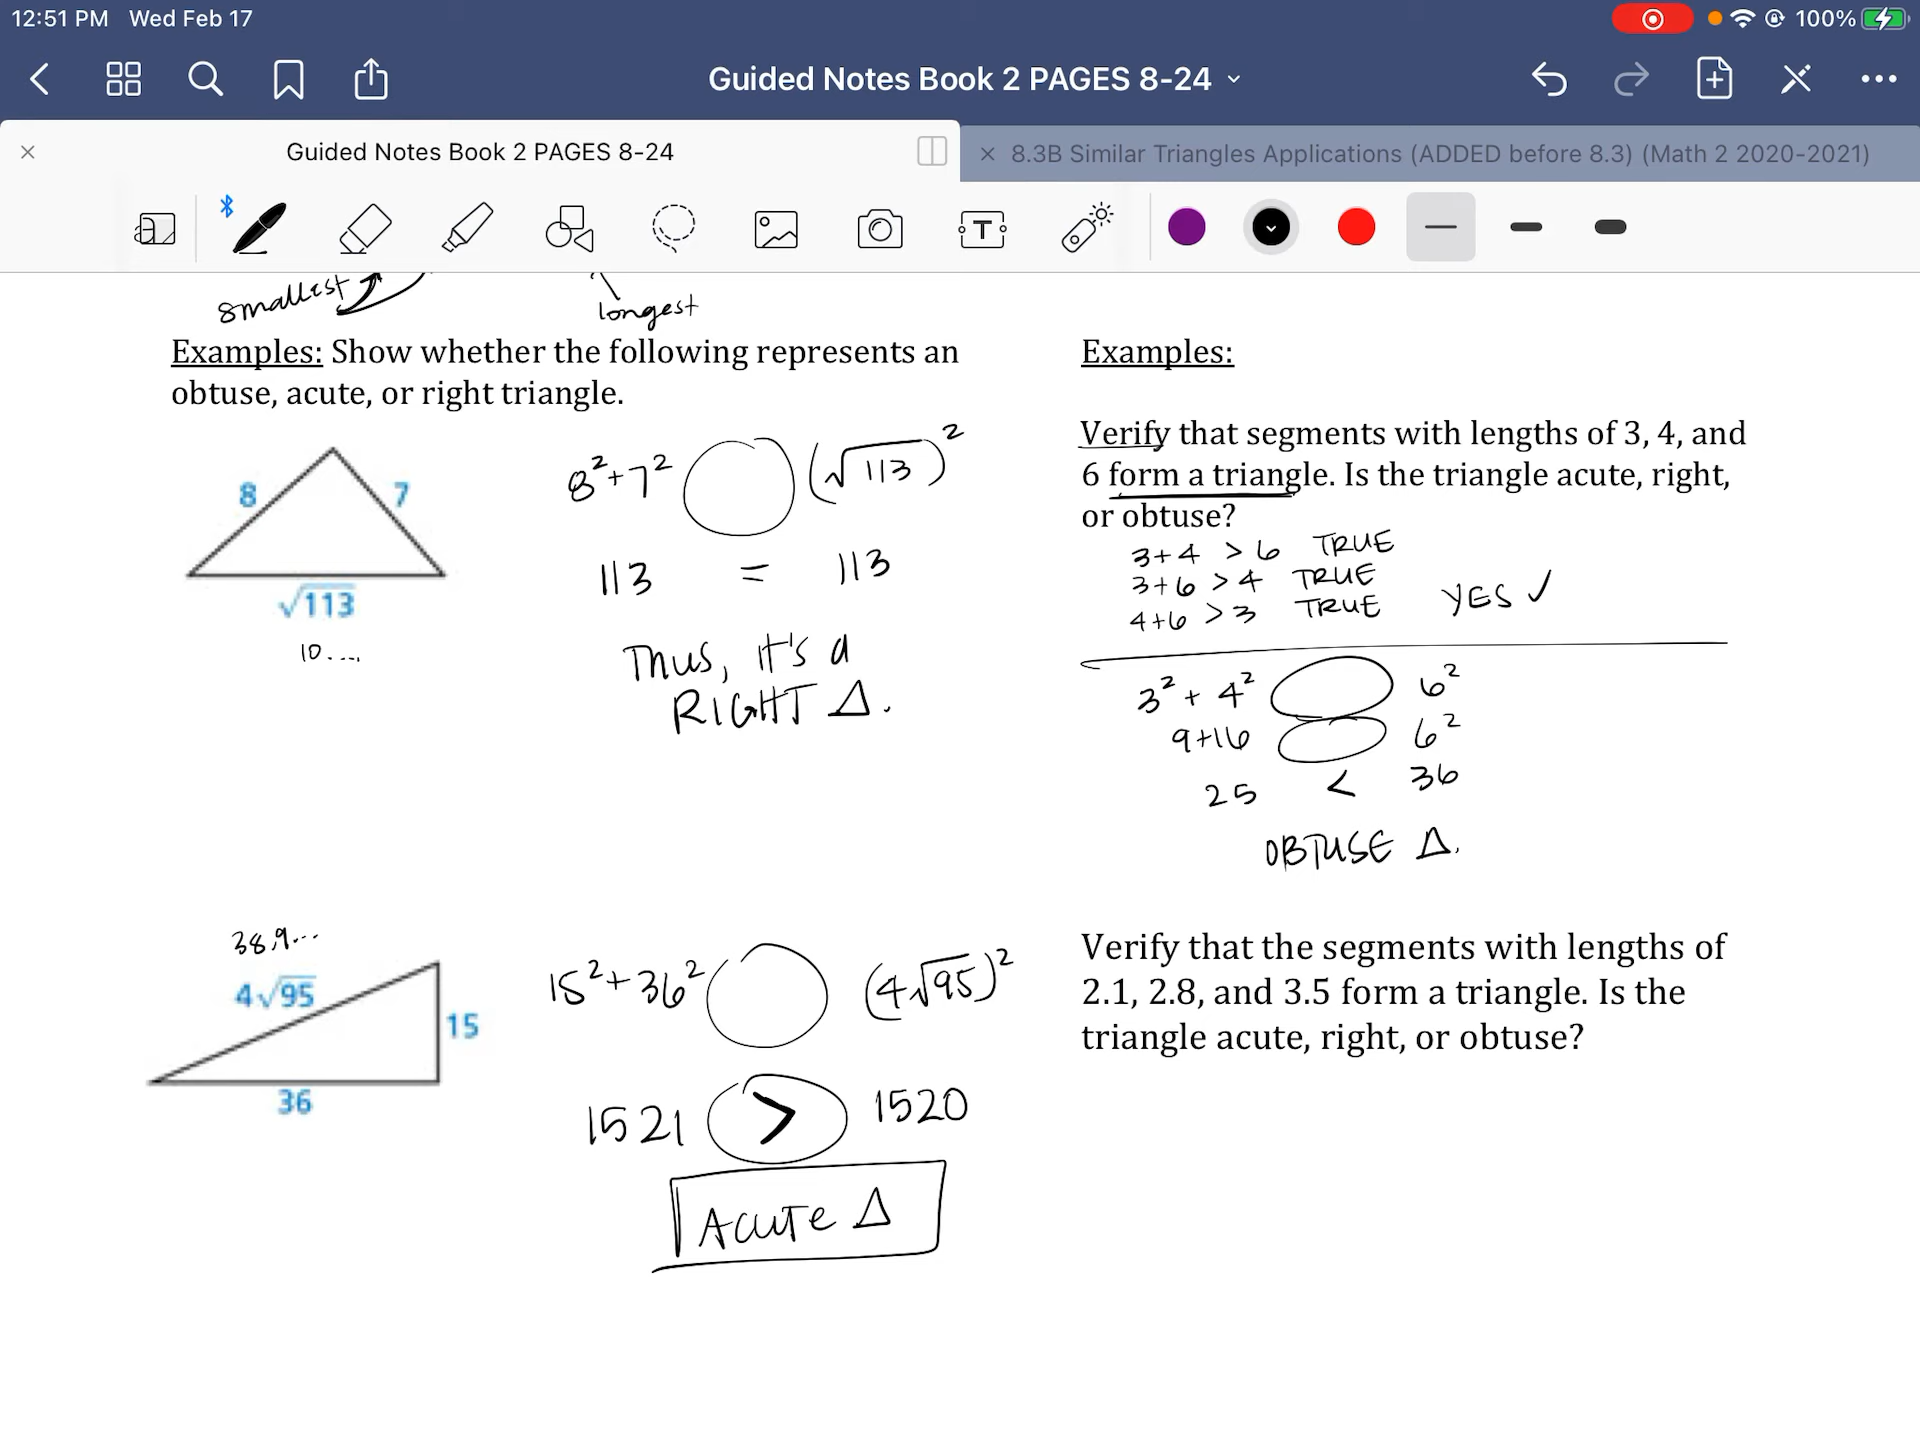 12:51 PM Wed Feb 17
100%
Guided Notes Book 2 PAGES 8-24
Guided Notes Book 2 PAGES 8-24
8.3B Similar Triangles Applications (ADDED before 8.3) (Math 2 2020-2021)
smallest
longest
Examples: Show whether the following represents an
obtuse, acute, or right triangle.
8
7
√113
10....
8² + 7² (√113)²
113 = 113
Thus, it's a
RIGHT Δ.
38.9...
4√95
15
36
15² + 36² (4√95)²
1521 > 1520
Acute Δ
Examples:
Verify that segments with lengths of 3, 4, and
6 form a triangle. Is the triangle acute, right,
or obtuse?
3+4 > 6 TRUE
3+6 > 4 TRUE
4+6 > 3 TRUE
YES ✓
3² + 4² 6²
9+16 6²
25 < 36
OBTUSE Δ.
Verify that the segments with lengths of
2.1, 2.8, and 3.5 form a triangle. Is the
triangle acute, right, or obtuse?